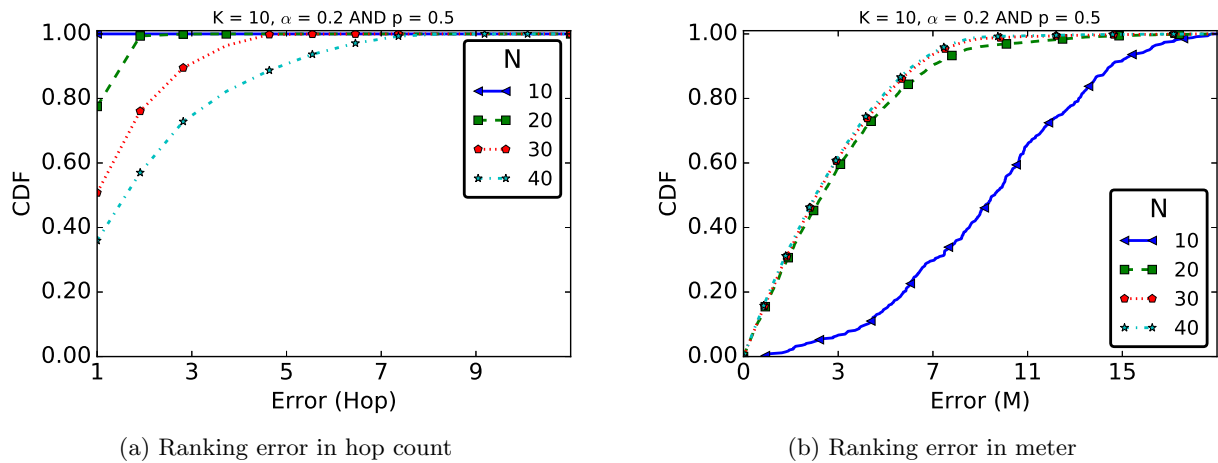 K = 10, α = 0.2 AND p = 0.5
1.00
0.80
0.60
0.40
0.20
0.00
CDF
N
10
20
30
40
1 3 5 7 9
Error (Hop)
(a) Ranking error in hop count
K = 10, α = 0.2 AND p = 0.5
1.00
0.80
0.60
0.40
0.20
0.00
CDF
N
10
20
30
40
0 3 7 11 15
Error (M)
(b) Ranking error in meter